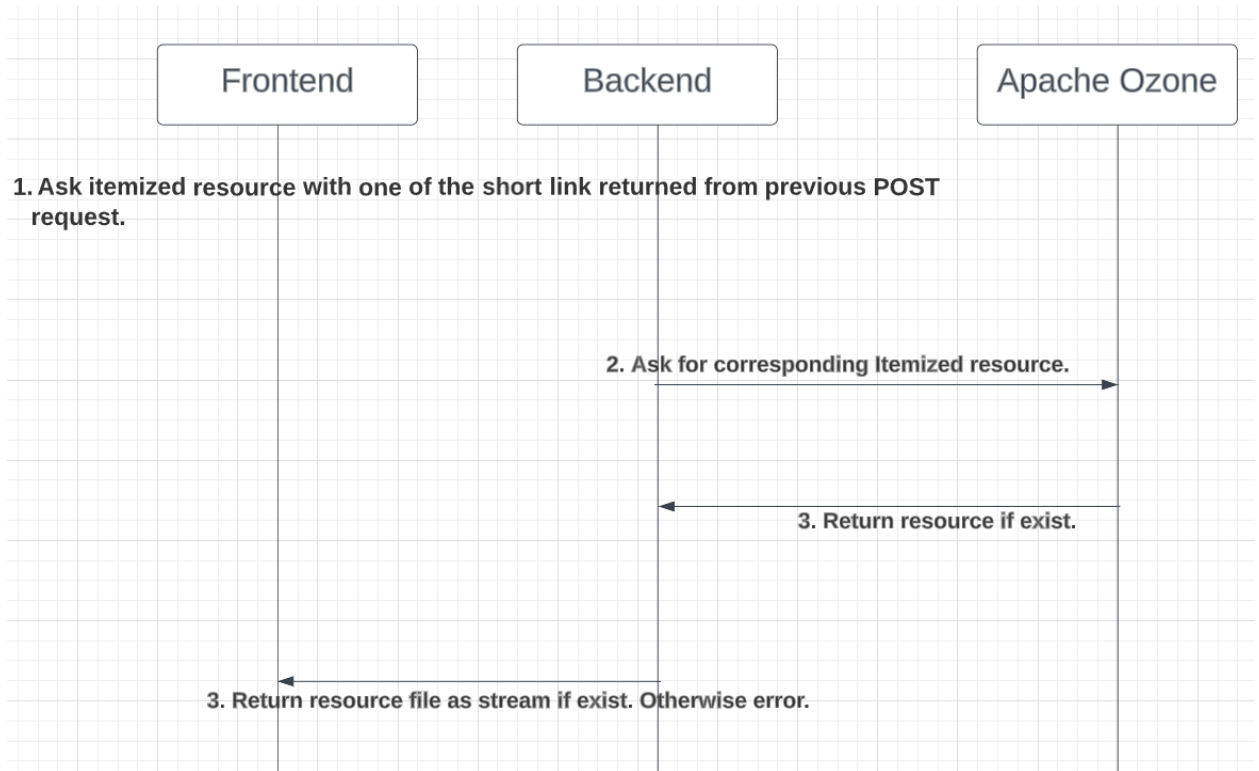 Frontend
Backend
Apache Ozone
1. Ask itemized resource with one of the short link returned from previous POST
request.
2. Ask for corresponding Itemized resource.
3. Return resource if exist.
3. Return resource file as stream if exist. Otherwise error.